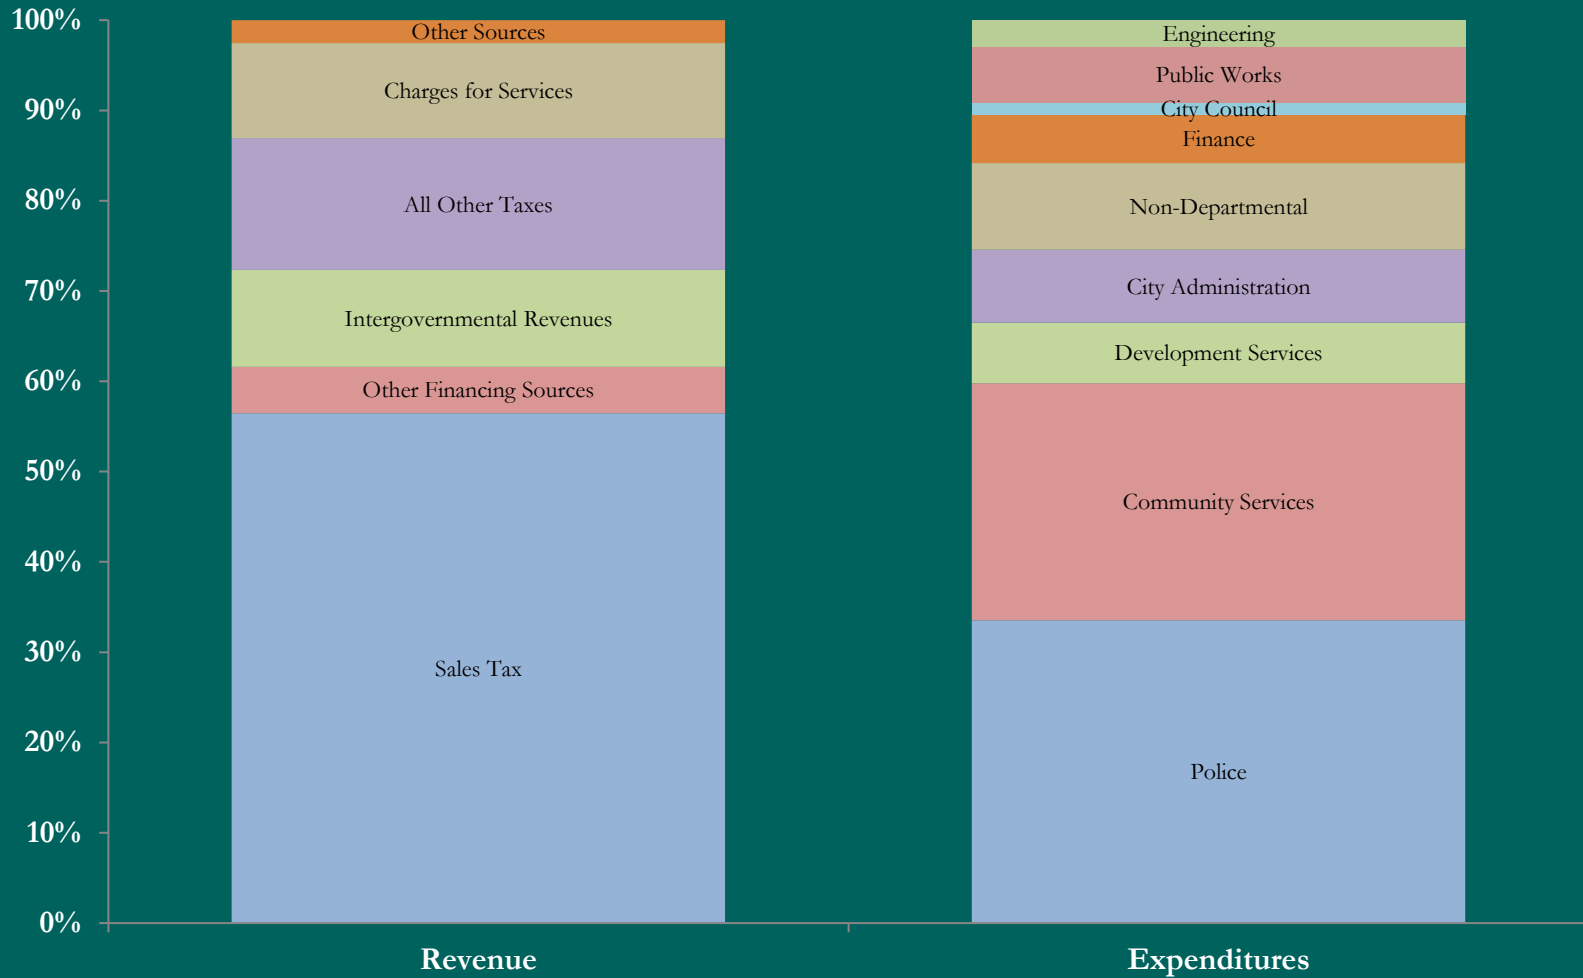 100%
90%
80%
70%
60%
50%
40%
30%
20%
10%
0%
Other Sources
Charges for Services
All Other Taxes
Intergovernmental Revenues
Other Financing Sources
Sales Tax
Engineering
Public Works
City Council
Finance
Non-Departmental
City Administration
Development Services
Community Services
Police
Revenue
Expenditures